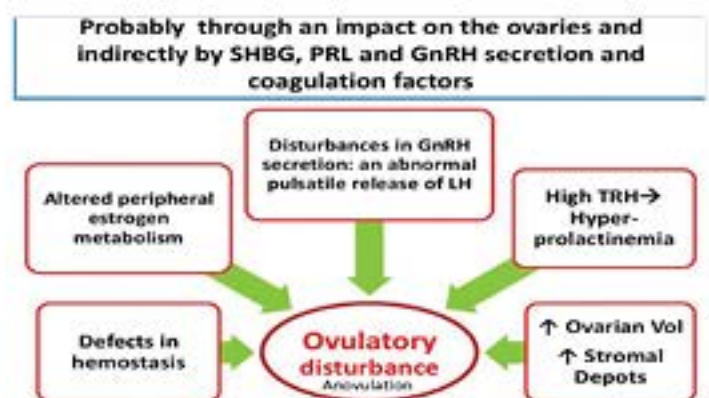 Probably through an impact on the ovaries and
indirectly by SHBG, PRL and GnRH secretion and
coagulation factors
Disturbances in GnRH
secretion: an abnormal
pulsatile release of LH
Altered peripheral
estrogen
metabolism
High TRH→
Hyper-
prolactinemia
Defects in
hemostasis
Ovulatory
disturbance
Anovulation
↑ Ovarian Vol
↑ Stromal
Depots